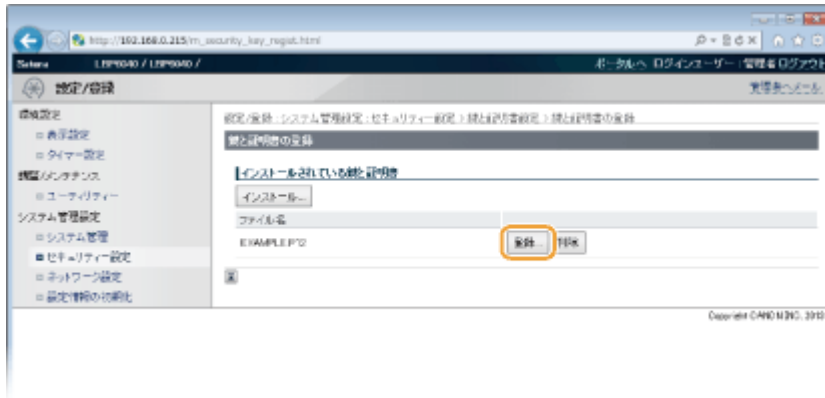 http://192.168.0.215/m_security_key_regist.html
Satera LBP9040 / LBP9040 /
ポータルへ ログインユーザー: 管理者 ログアウト
設定/登録
管理者へメール
環境設定
設定/登録 : システム管理設定 : セキュリティー設定 > 鍵と証明書設定 > 鍵と証明書の登録
表示設定
鍵と証明書の登録
タイマー設定
調整/メンテナンス
インストールされている鍵と証明書
ユーティリティー
インストール...
システム管理設定
ファイル名
システム管理
EXAMPLE.P12
登録...
削除
セキュリティー設定
ネットワーク設定
設定情報の初期化
Copyright CANON INC. 2013